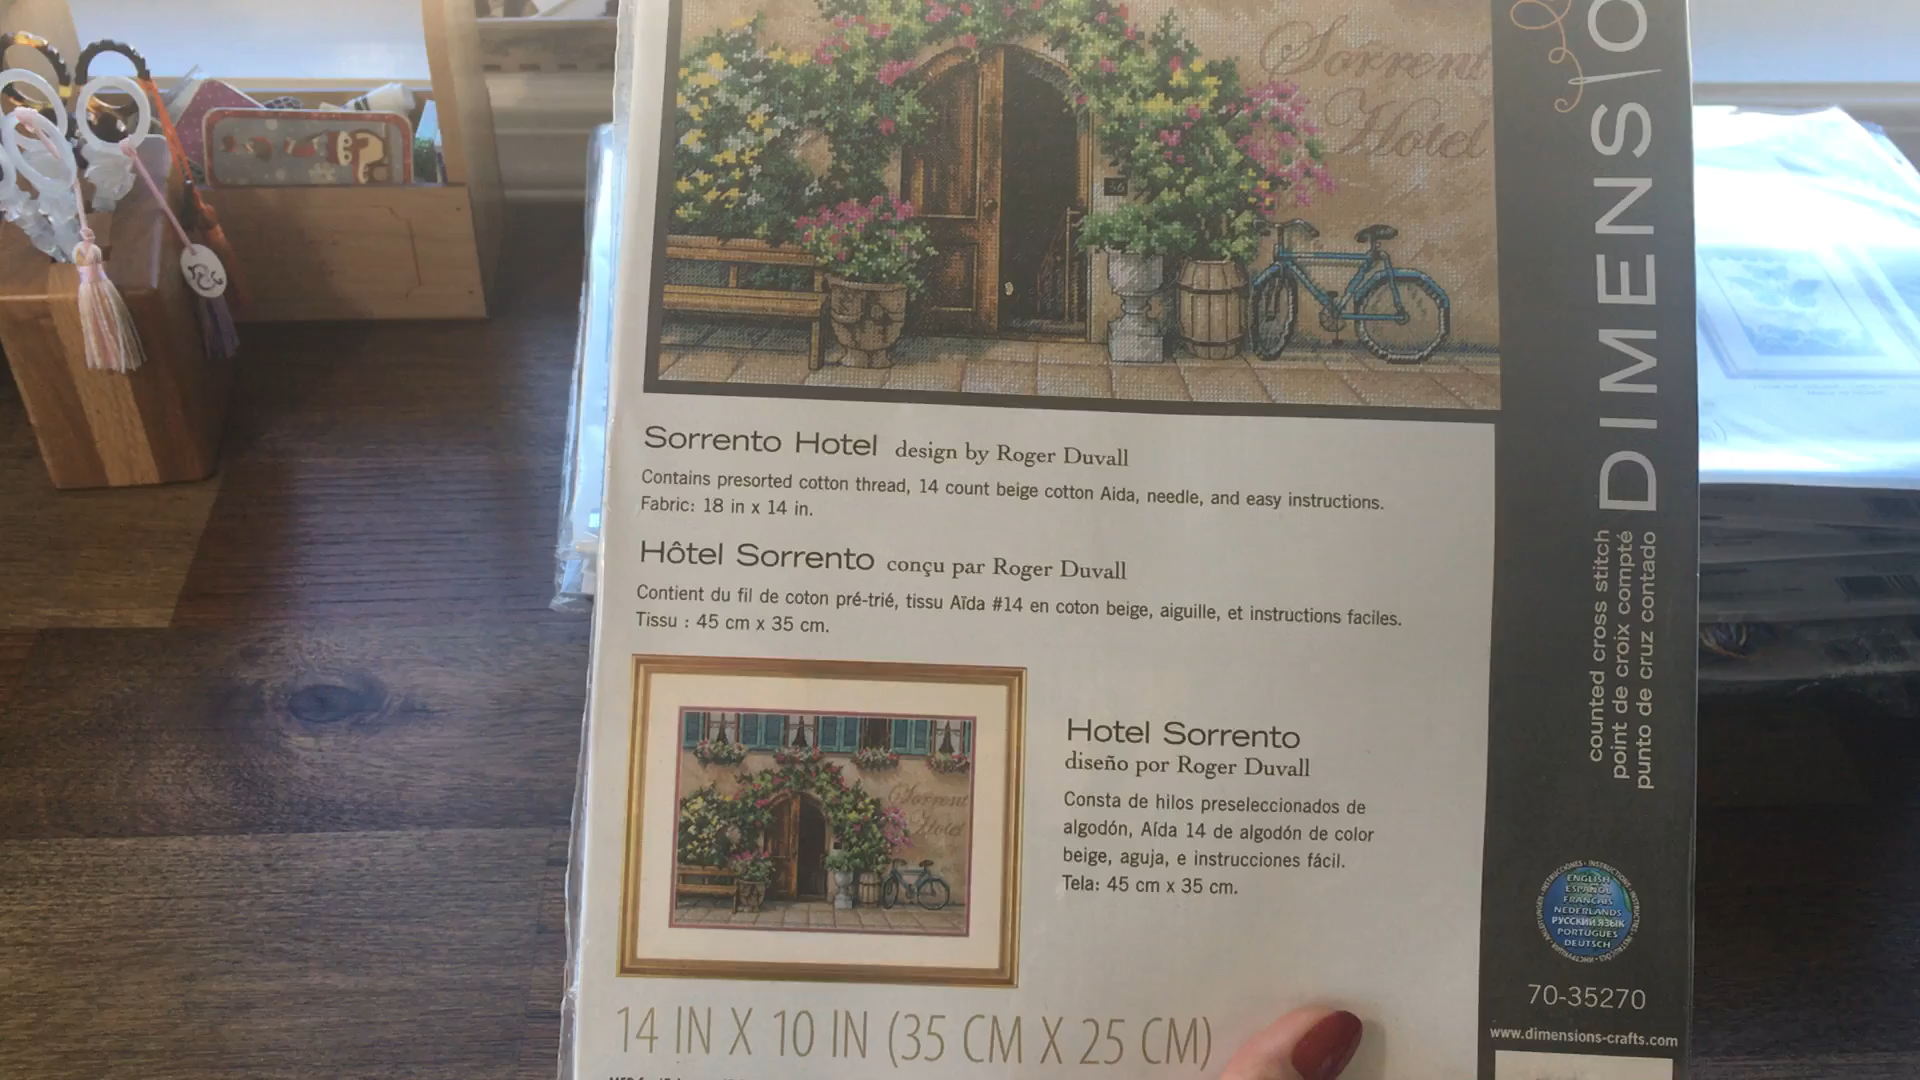 Sorrent
Hotel
36
DIMENSIO
Sorrento Hotel design by Roger Duvall
Contains presorted cotton thread, 14 count beige cotton Aida, needle, and easy instructions.
Fabric: 18 in x 14 in.
Hôtel Sorrento conçu par Roger Duvall
Contient du fil de coton pré-trié, tissu Aïda #14 en coton beige, aiguille, et instructions faciles.
Tissu : 45 cm x 35 cm.
Sorrent
Hotel
Hotel Sorrento
diseño por Roger Duvall
Consta de hilos preseleccionados de
algodón, Aída 14 de algodón de color
beige, aguja, e instrucciones fácil.
Tela: 45 cm x 35 cm.
14 IN X 10 IN (35 CM X 25 CM)
counted cross stitch
point de croix compté
punto de cruz contado
ENGLISH
ESPAÑOL
FRANÇAIS
NEDERLANDS
РУССКИЙ ЯЗЫК
PORTUGUÊS
DEUTSCH
70-35270
www.dimensions-crafts.com